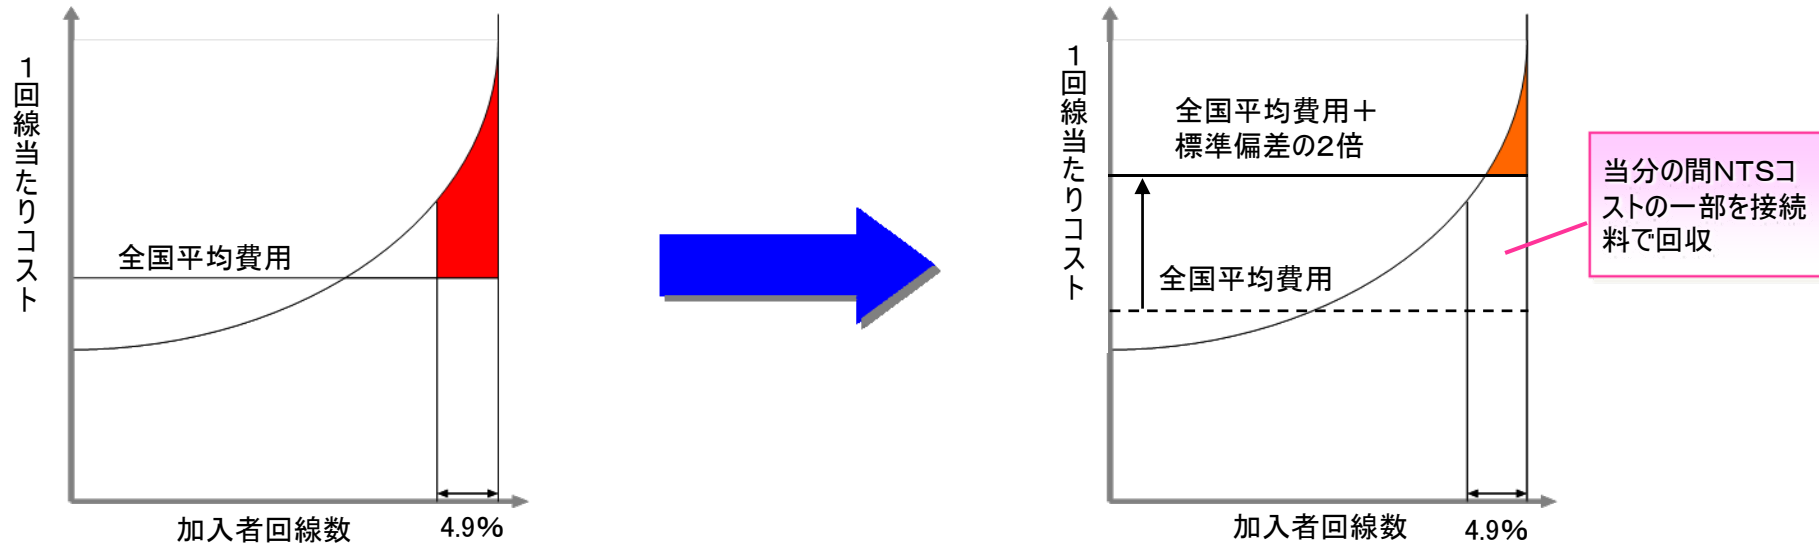 1回線当たりコスト
全国平均費用
加入者回線数
4.9%
1回線当たりコスト
全国平均費用＋
標準偏差の2倍
全国平均費用
加入者回線数
4.9%
当分の間NTSコ
ストの一部を接続
料で回収